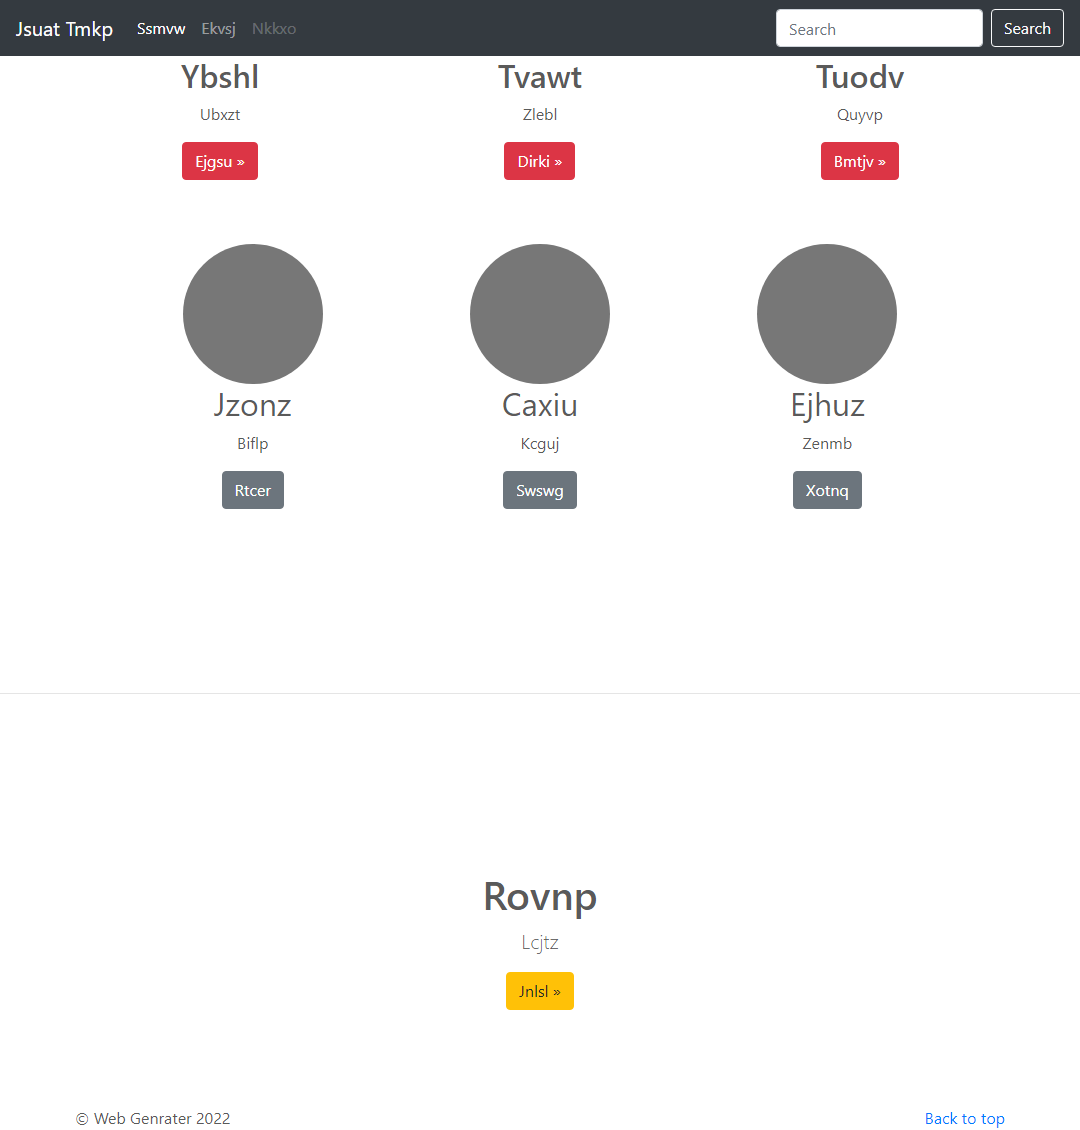 Jsuat Tmkp Ssmvw Ekvsj Nkkxo Search Search
Ybshl Tvawt Tuodv
Ubxzt Zlebl Quyvp
Ejgsu » Dirki » Bmtjv »
Jzonz Caxiu Ejhuz
Biflp Kcguj Zenmb
Rtcer Swswg Xotnq
Rovnp
Lcjtz
Jnlsl »
© Web Genrater 2022 Back to top